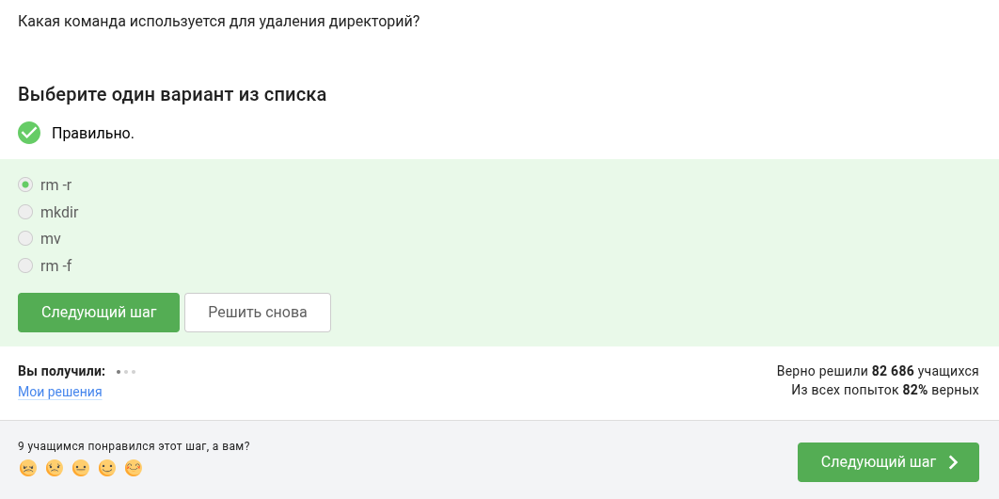 Какая команда используется для удаления директорий?
Выберите один вариант из списка
Правильно.
rm -r
mkdir
mv
rm -f
Следующий шаг
Решить снова
Вы получили:
Мои решения
Верно решили 82 686 учащихся
Из всех попыток 82% верных
9 учащимся понравился этот шаг, а вам?
Следующий шаг